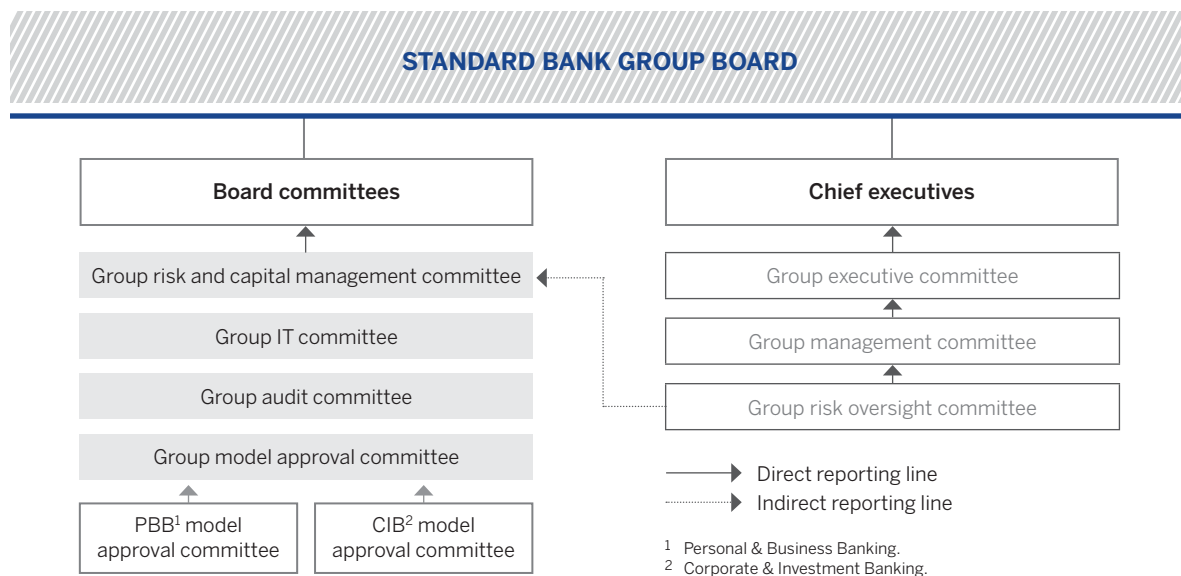 STANDARD BANK GROUP BOARD
Board committees
Group risk and capital management committee
Group IT committee
Group audit committee
Group model approval committee
PBB¹ model
approval committee
CIB² model
approval committee
Chief executives
Group executive committee
Group management committee
Group risk oversight committee
Direct reporting line
Indirect reporting line
¹ Personal & Business Banking.
² Corporate & Investment Banking.